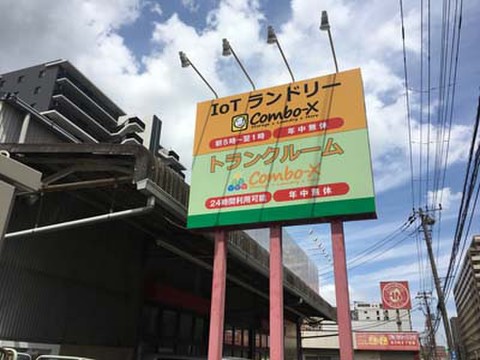 IoT ランドリー
Combo-X
朝5時〜翌1時
年中無休
トランクルーム
Combo-X
24時間利用可能
年中無休